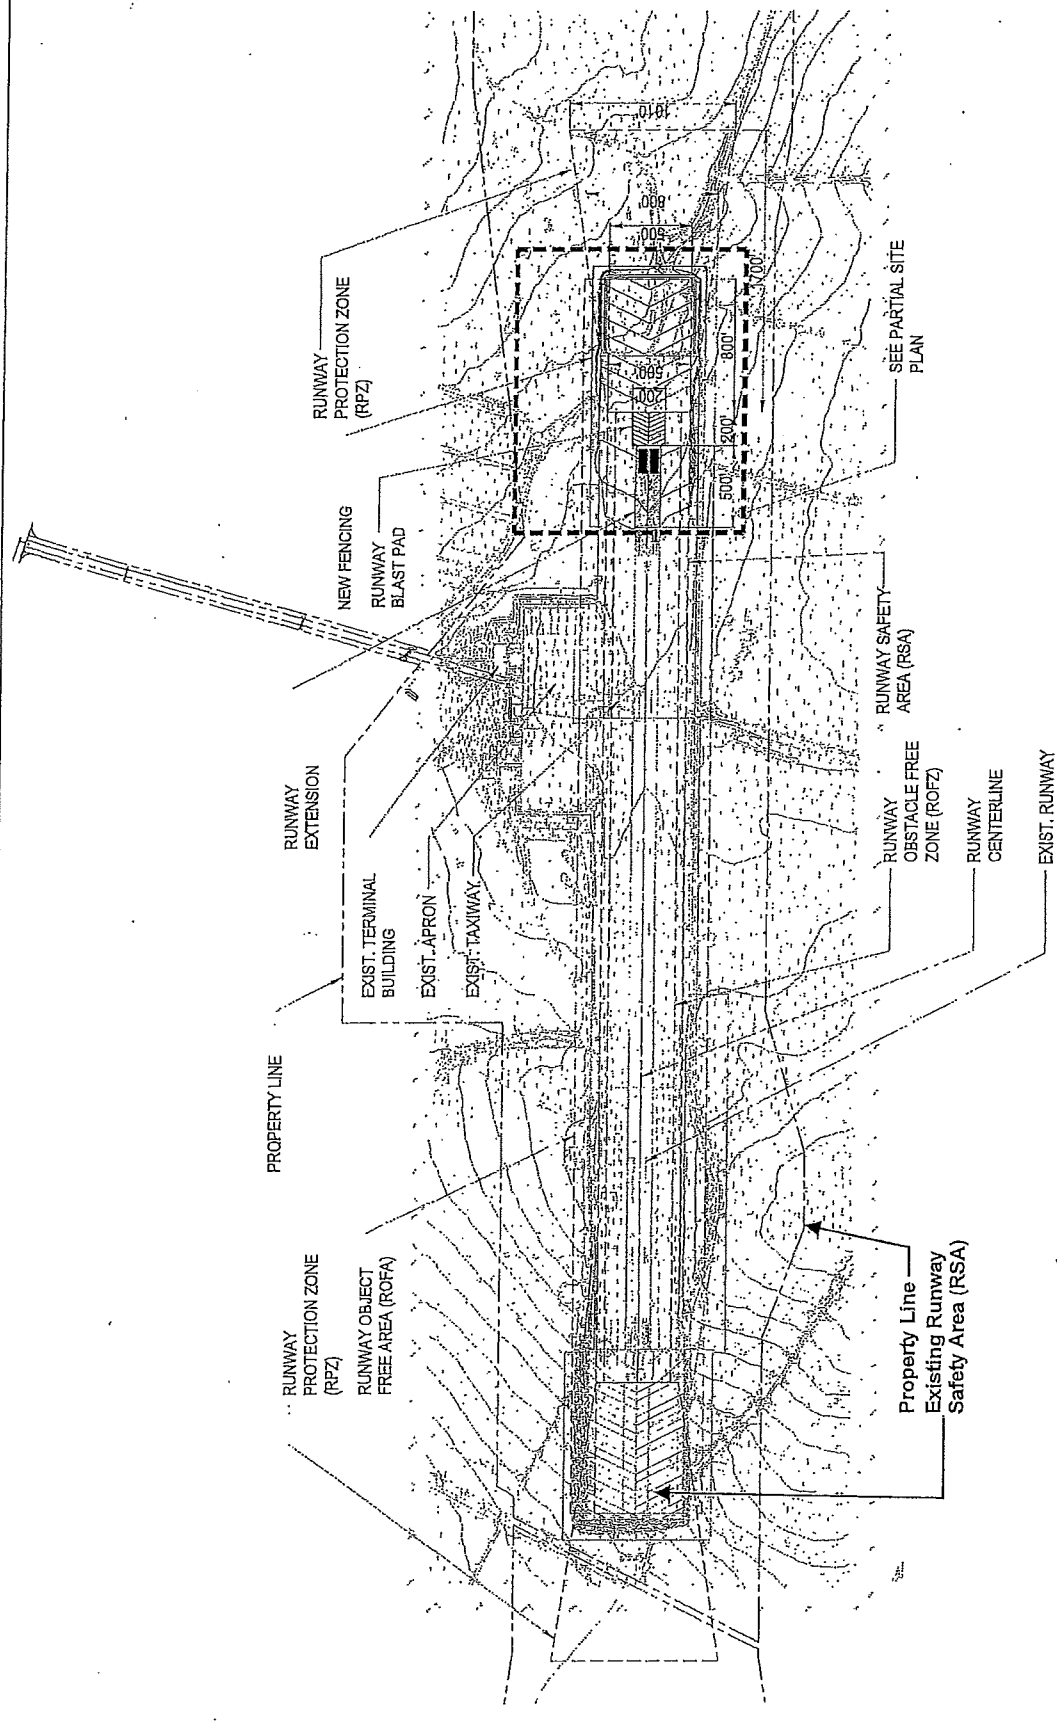 RUNWAY
PROTECTION ZONE
(RPZ)
RUNWAY OBJECT
FREE AREA (ROFA)
PROPERTY LINE
RUNWAY
EXTENSION
EXIST. TERMINAL
BUILDING
EXIST. APRON
EXIST. TAXIWAY
NEW FENCING
RUNWAY
BLAST PAD
RUNWAY
PROTECTION ZONE
(RPZ)
500'
200'
800'
1700'
200'
500'
500'
800'
1010'
Property Line
Existing Runway
Safety Area (RSA)
EXIST. RUNWAY
RUNWAY
CENTERLINE
RUNWAY
OBSTACLE FREE
ZONE (ROFZ)
RUNWAY SAFETY
AREA (RSA)
SEE PARTIAL SITE
PLAN